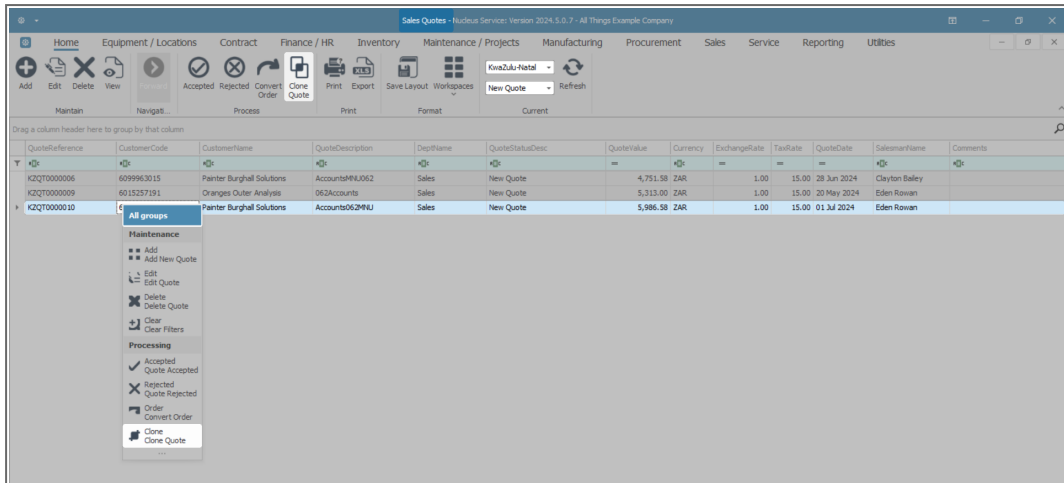 Sales Quotes - Nucleus Service: Version 2024.5.0.7 - All Things Example Company
Home Equipment / Locations Contract Finance / HR Inventory Maintenance / Projects Manufacturing Procurement Sales Service Reporting Utilities
Add Edit Delete View Forward Accepted Rejected Convert Order Clone Quote Print Export Save Layout Workspaces KwaZulu-Natal New Quote Refresh
Maintain Navigati... Process Print Format Current
Drag a column header here to group by that column
QuoteReference CustomerCode CustomerName QuoteDescription DeptName QuoteStatusDesc QuoteValue Currency ExchangeRate TaxRate QuoteDate SalesmanName Comments
KZQT0000006 6099963015 Painter Burghall Solutions AccountsMNU062 Sales New Quote 4,751.58 ZAR 1.00 15.00 28 Jun 2024 Clayton Bailey
KZQT0000009 6015257191 Oranges Outer Analysis 062Accounts Sales New Quote 5,313.00 ZAR 1.00 15.00 20 May 2024 Eden Rowan
KZQT0000010 6 Painter Burghall Solutions Accounts062MNU Sales New Quote 5,986.58 ZAR 1.00 15.00 01 Jul 2024 Eden Rowan
All groups
Maintenance
Add
Add New Quote
Edit
Edit Quote
Delete
Delete Quote
Clear
Clear Filters
Processing
Accepted
Quote Accepted
Rejected
Quote Rejected
Order
Convert Order
Clone
Clone Quote
...